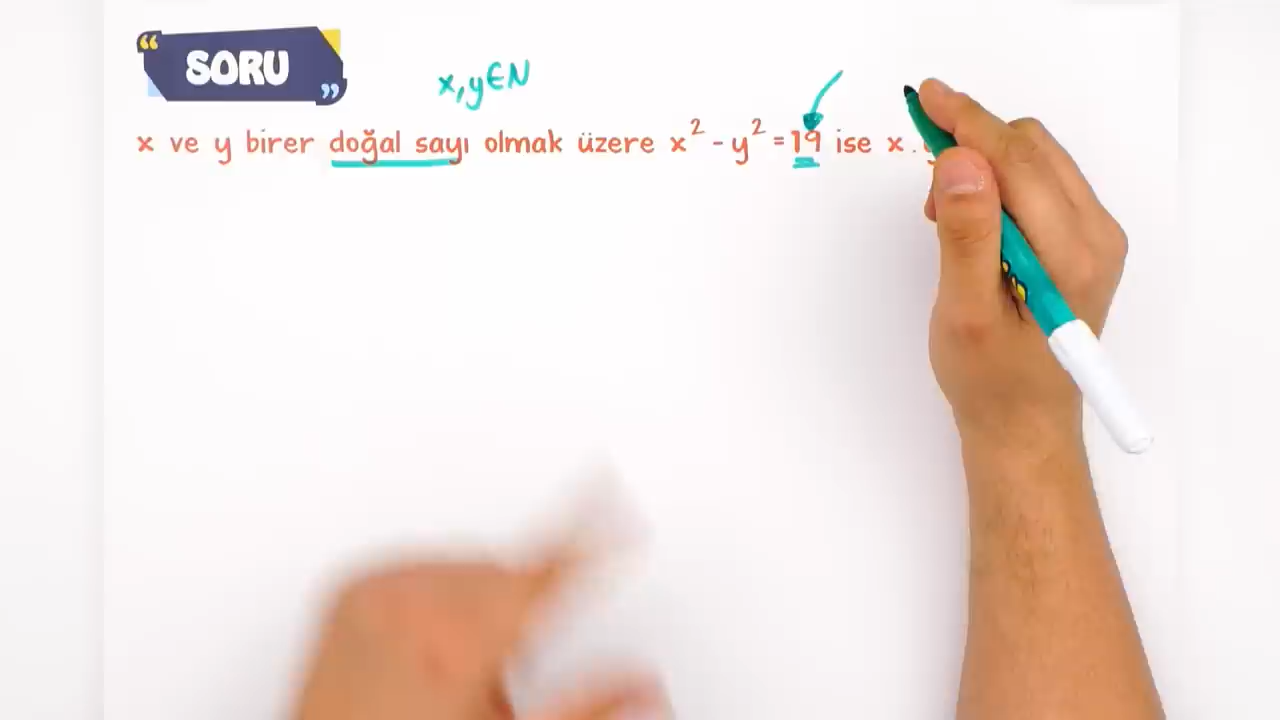 “ SORU ”
x, y ∈ N
x ve y birer doğal sayı olmak üzere x² - y² = 19 ise x .